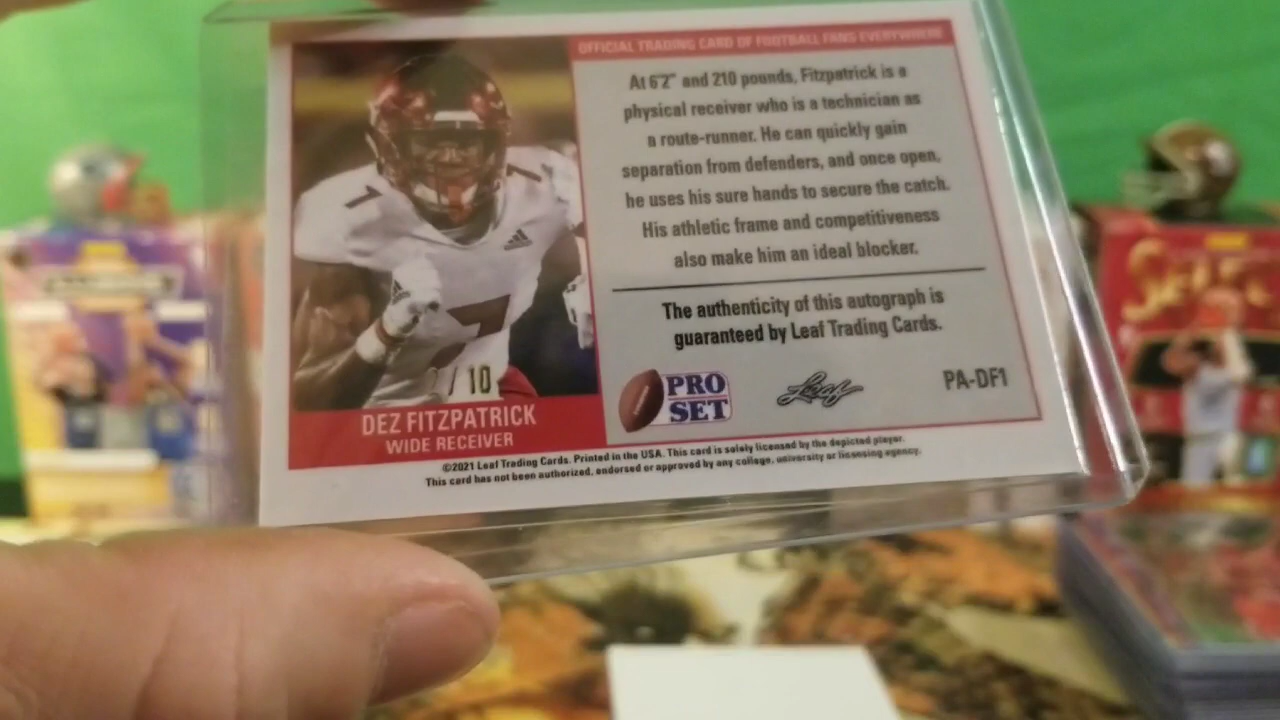 OFFICIAL TRADING CARD OF FOOTBALL FANS EVERYWHERE
At 6'2" and 210 pounds, Fitzpatrick is a
physical receiver who is a technician as
a route-runner. He can quickly gain
separation from defenders, and once open,
he uses his sure hands to secure the catch.
His athletic frame and competitiveness
also make him an ideal blocker.
The authenticity of this autograph is
guaranteed by Leaf Trading Cards.
PRO
SET
Leaf
PA-DF1
7
7
/ 10
DEZ FITZPATRICK
WIDE RECEIVER
©2021 Leaf Trading Cards. Printed in the USA. This card is solely licensed by the depicted player.
This card has not been authorized, endorsed or approved by any college, university or licensing agency.
Select